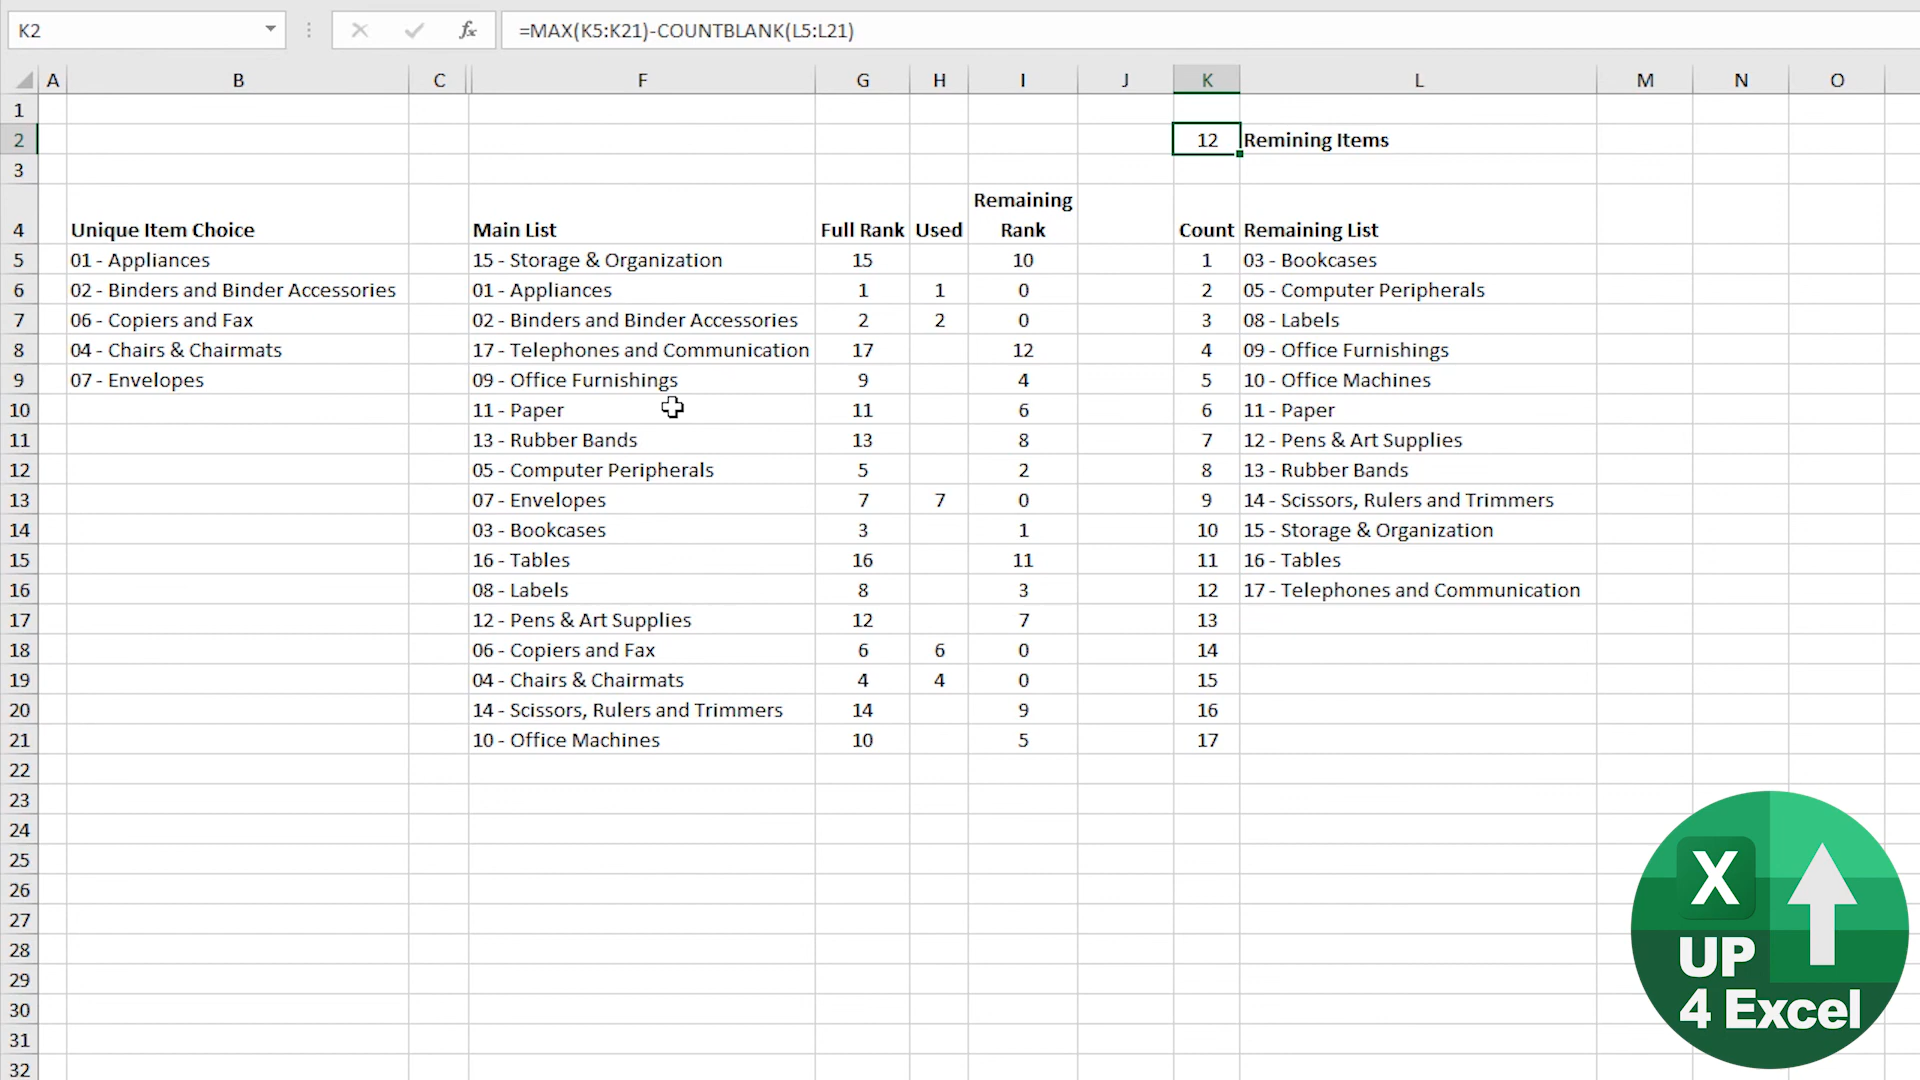 K2 fx =MAX(K5:K21)-COUNTBLANK(L5:L21)
A B C F G H I J K L M N O
1
2 12 Remining Items
3
Remaining
4 Unique Item Choice Main List Full Rank Used Rank Count Remaining List
5 01 - Appliances 15 - Storage & Organization 15 10 1 03 - Bookcases
6 02 - Binders and Binder Accessories 01 - Appliances 1 1 0 2 05 - Computer Peripherals
7 06 - Copiers and Fax 02 - Binders and Binder Accessories 2 2 0 3 08 - Labels
8 04 - Chairs & Chairmats 17 - Telephones and Communication 17 12 4 09 - Office Furnishings
9 07 - Envelopes 09 - Office Furnishings 9 4 5 10 - Office Machines
10 11 - Paper 11 6 6 11 - Paper
11 13 - Rubber Bands 13 8 7 12 - Pens & Art Supplies
12 05 - Computer Peripherals 5 2 8 13 - Rubber Bands
13 07 - Envelopes 7 7 0 9 14 - Scissors, Rulers and Trimmers
14 03 - Bookcases 3 1 10 15 - Storage & Organization
15 16 - Tables 16 11 11 16 - Tables
16 08 - Labels 8 3 12 17 - Telephones and Communication
17 12 - Pens & Art Supplies 12 7 13
18 06 - Copiers and Fax 6 6 0 14
19 04 - Chairs & Chairmats 4 4 0 15
20 14 - Scissors, Rulers and Trimmers 14 9 16
21 10 - Office Machines 10 5 17
22
23
24
25
26
27
28
29
30
31
32
X
UP
4 Excel